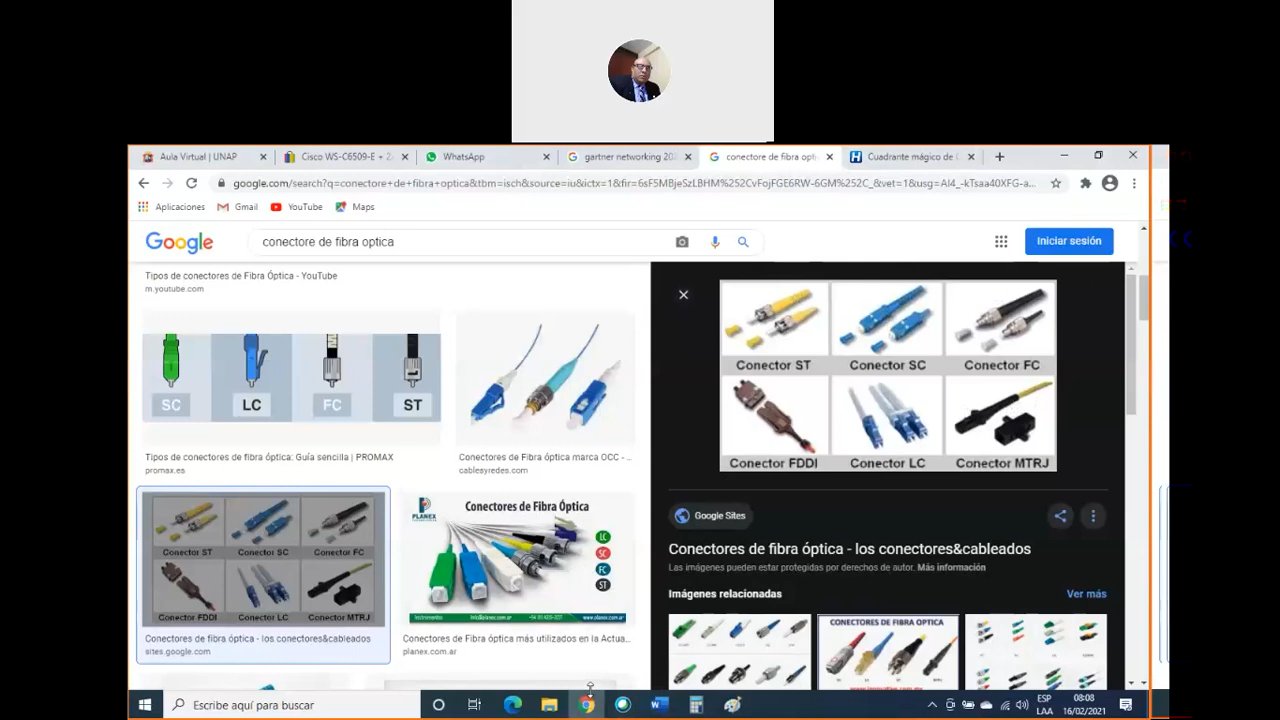 Aula Virtual | UNAP
Cisco WS-C6509-E + 2
WhatsApp
gartner networking 202
conectore de fibra opti
Cuadrante mágico de G
google.com/search?q=conectore+de+fibra+optica&tbm=isch&source=iu&ictx=1&fir=6sF5MBjeSzLBHM%252CvFojFGE6RW-6GM%252C_&vet=1&usg=AI4_-kTsaa40XFG-a...
Aplicaciones
Gmail
YouTube
Maps
Google
conectore de fibra optica
Iniciar sesión
Tipos de conectores de Fibra Óptica - YouTube
m.youtube.com
SC
LC
FC
ST
Tipos de conectores de fibra óptica: Guía sencilla | PROMAX
promax.es
Conectores de Fibra Óptica marca OCC - ...
cablesyredes.com
Conector ST
Conector SC
Conector FC
Conector FDDI
Conector LC
Conector MTRJ
Conectores de fibra óptica - los conectores&cableados
sites.google.com
PLANEX
Conectores de Fibra Óptica
LC
SC
FC
ST
Conectores de Fibra óptica más utilizados en la Actua...
planex.com.ar
Conector ST
Conector SC
Conector FC
Conector FDDI
Conector LC
Conector MTRJ
Google Sites
Conectores de fibra óptica - los conectores&cableados
Las imágenes pueden estar protegidas por derechos de autor. Más información
Imágenes relacionadas
Ver más
CONECTORES DE FIBRA OPTICA
Escribe aquí para buscar
ESP
LAA
08:08
16/02/2021